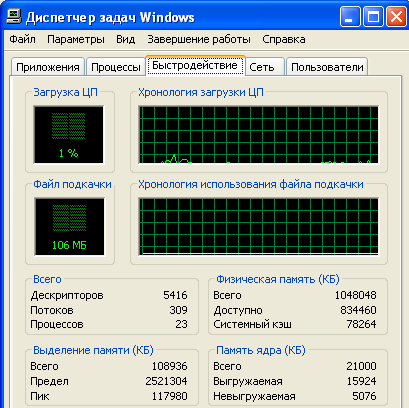 Диспетчер задач Windows
Файл Параметры Вид Завершение работы Справка
Приложения Процессы Быстродействие Сеть Пользователи
Загрузка ЦП Хронология загрузки ЦП
1 %
Файл подкачки Хронология использования файла подкачки
106 МБ
Всего Физическая память (КБ)
Дескрипторов 5416 Всего 1048048
Потоков 309 Доступно 834460
Процессов 23 Системный кэш 78264
Выделение памяти (КБ) Память ядра (КБ)
Всего 108936 Всего 21000
Предел 2521304 Выгружаемая 15924
Пик 117980 Невыгружаемая 5076